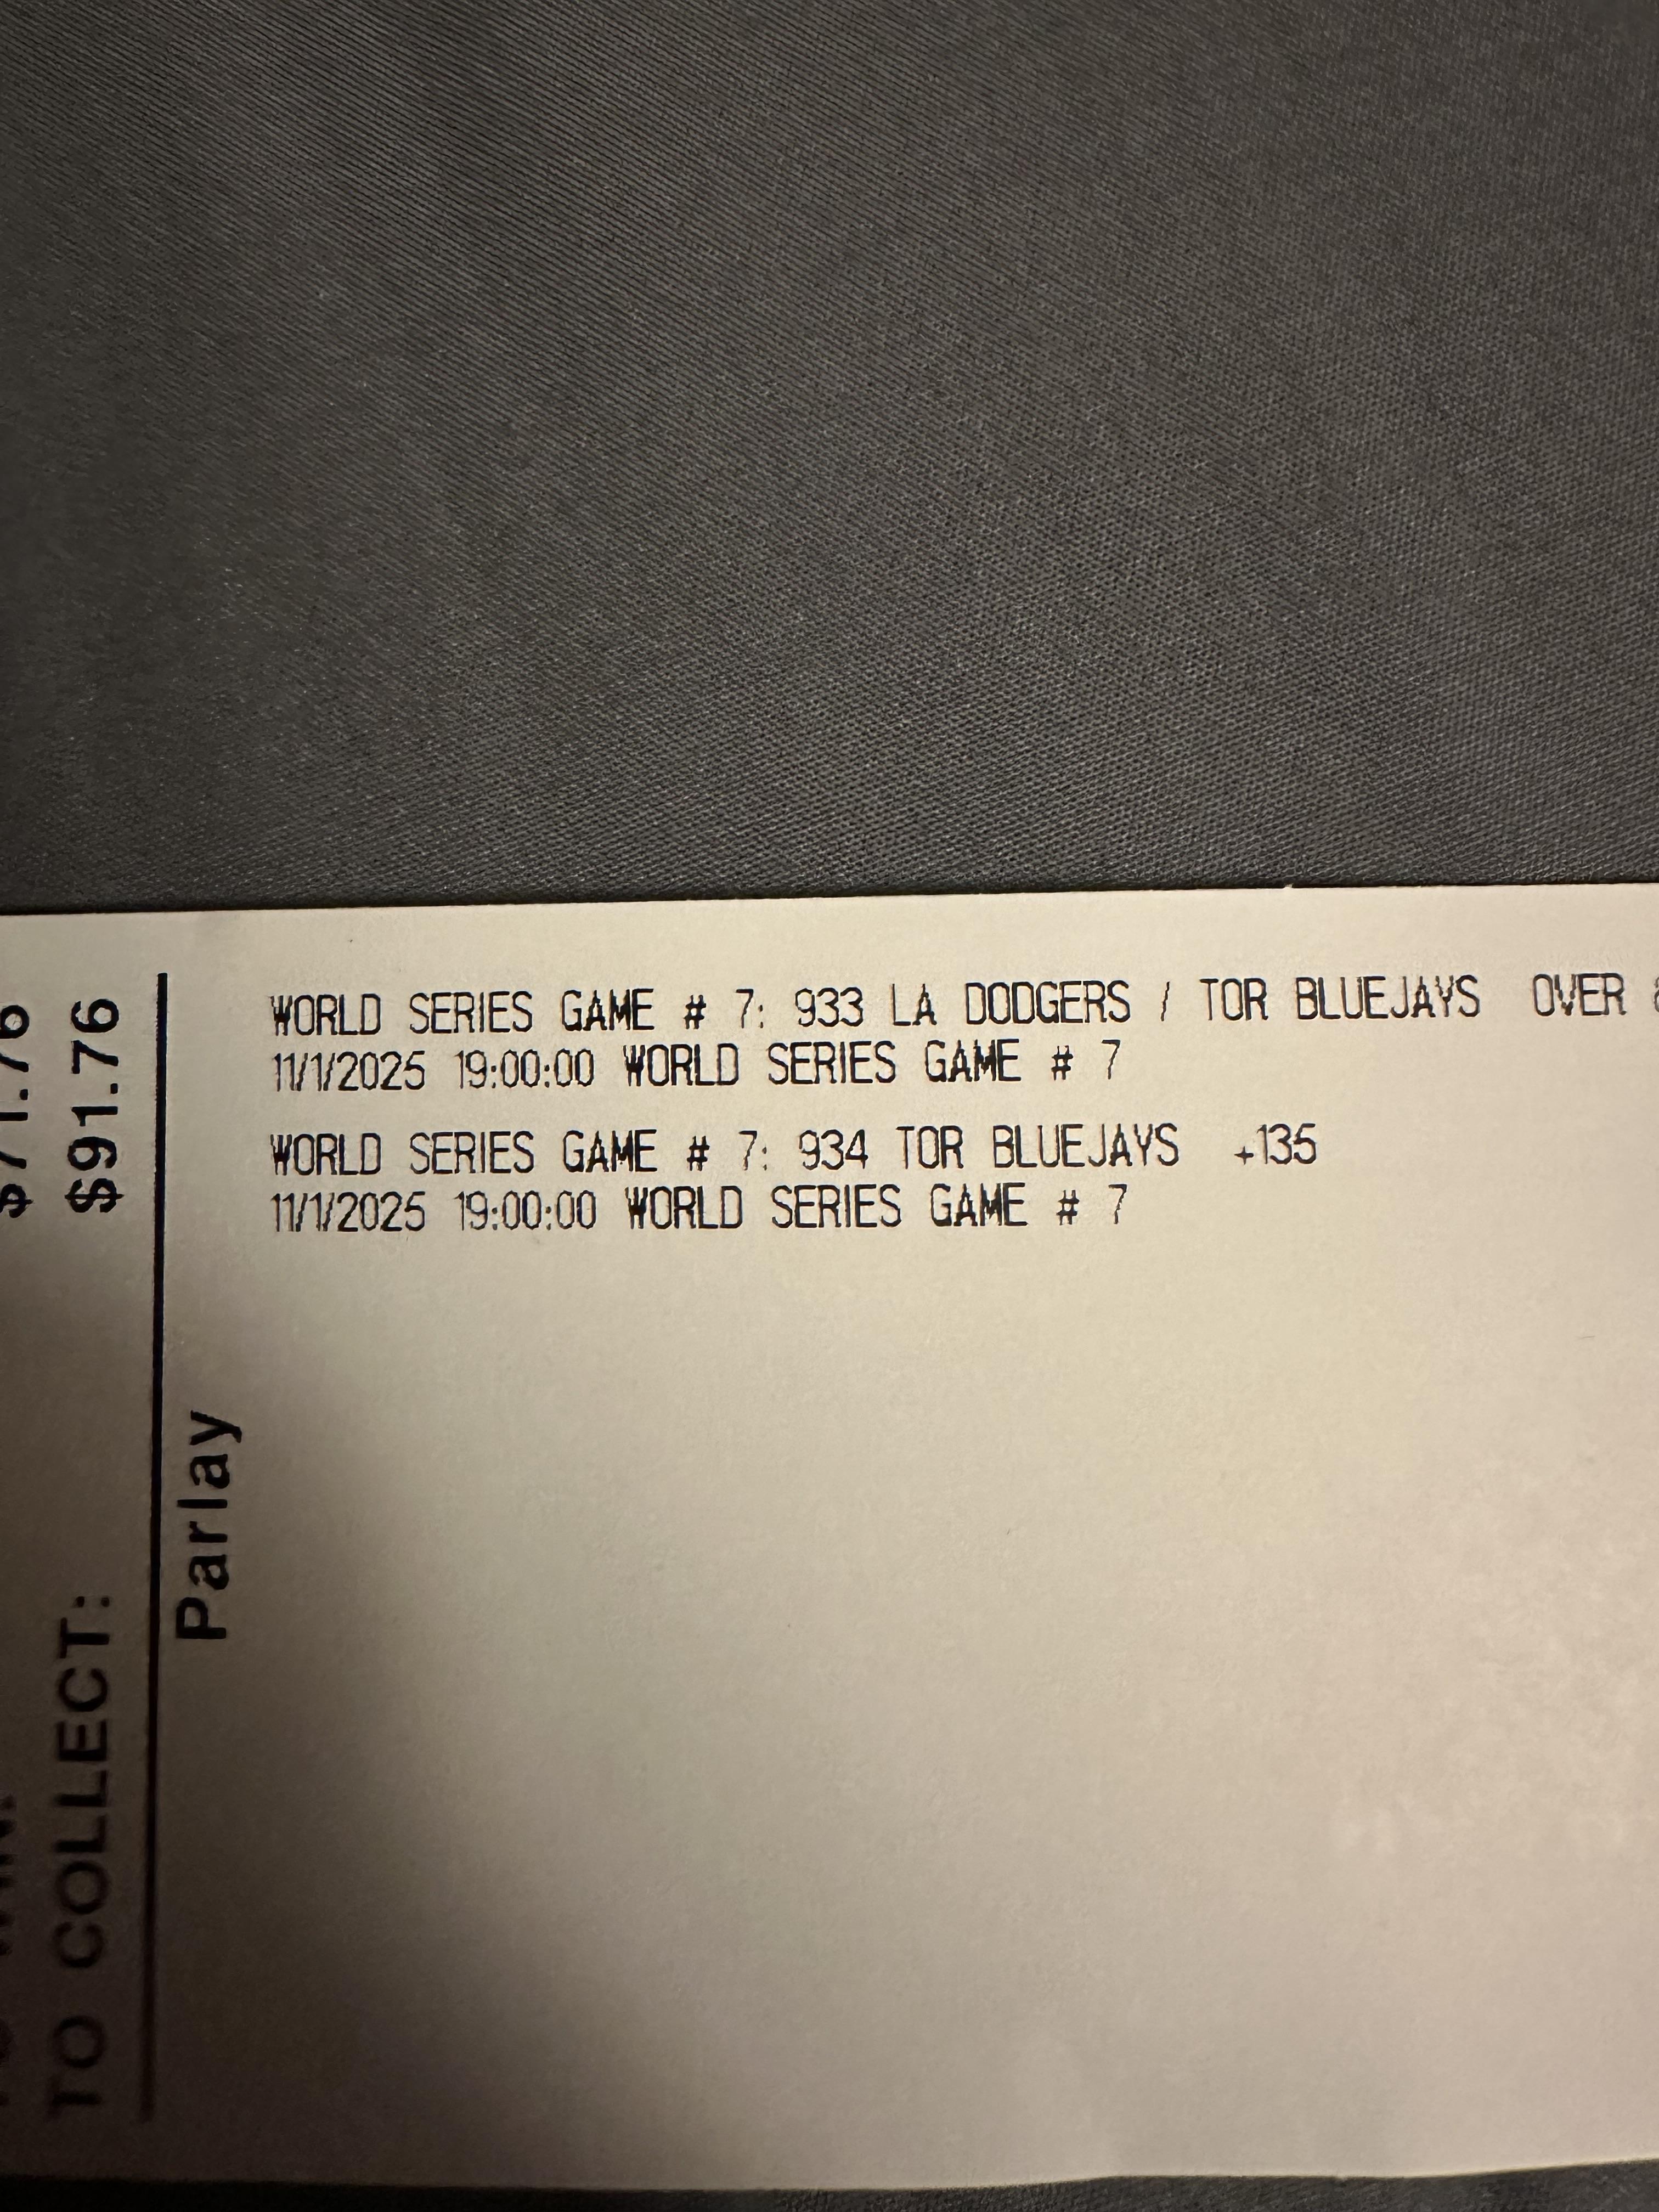 WORLD SERIES GAME # 7: 933 LA DODGERS / TOR BLUEJAYS OVER
11/1/2025 19:00:00 WORLD SERIES GAME # 7
WORLD SERIES GAME # 7: 934 TOR BLUEJAYS +135
11/1/2025 19:00:00 WORLD SERIES GAME # 7
$71.76
TO COLLECT: $91.76
Parlay